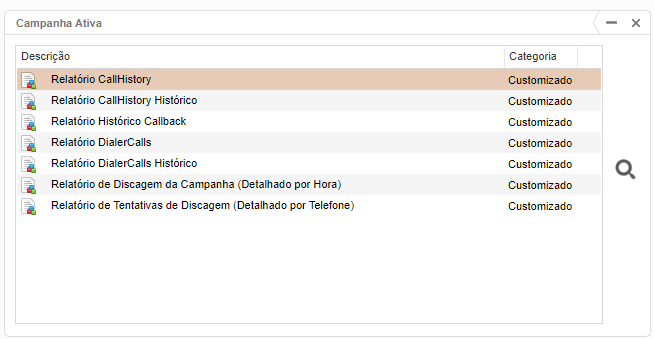 Campanha Ativa
Descrição Categoria
Relatório CallHistory Customizado
Relatório CallHistory Histórico Customizado
Relatório Histórico Callback Customizado
Relatório DialerCalls Customizado
Relatório DialerCalls Histórico Customizado
Relatório de Discagem da Campanha (Detalhado por Hora) Customizado
Relatório de Tentativas de Discagem (Detalhado por Telefone) Customizado